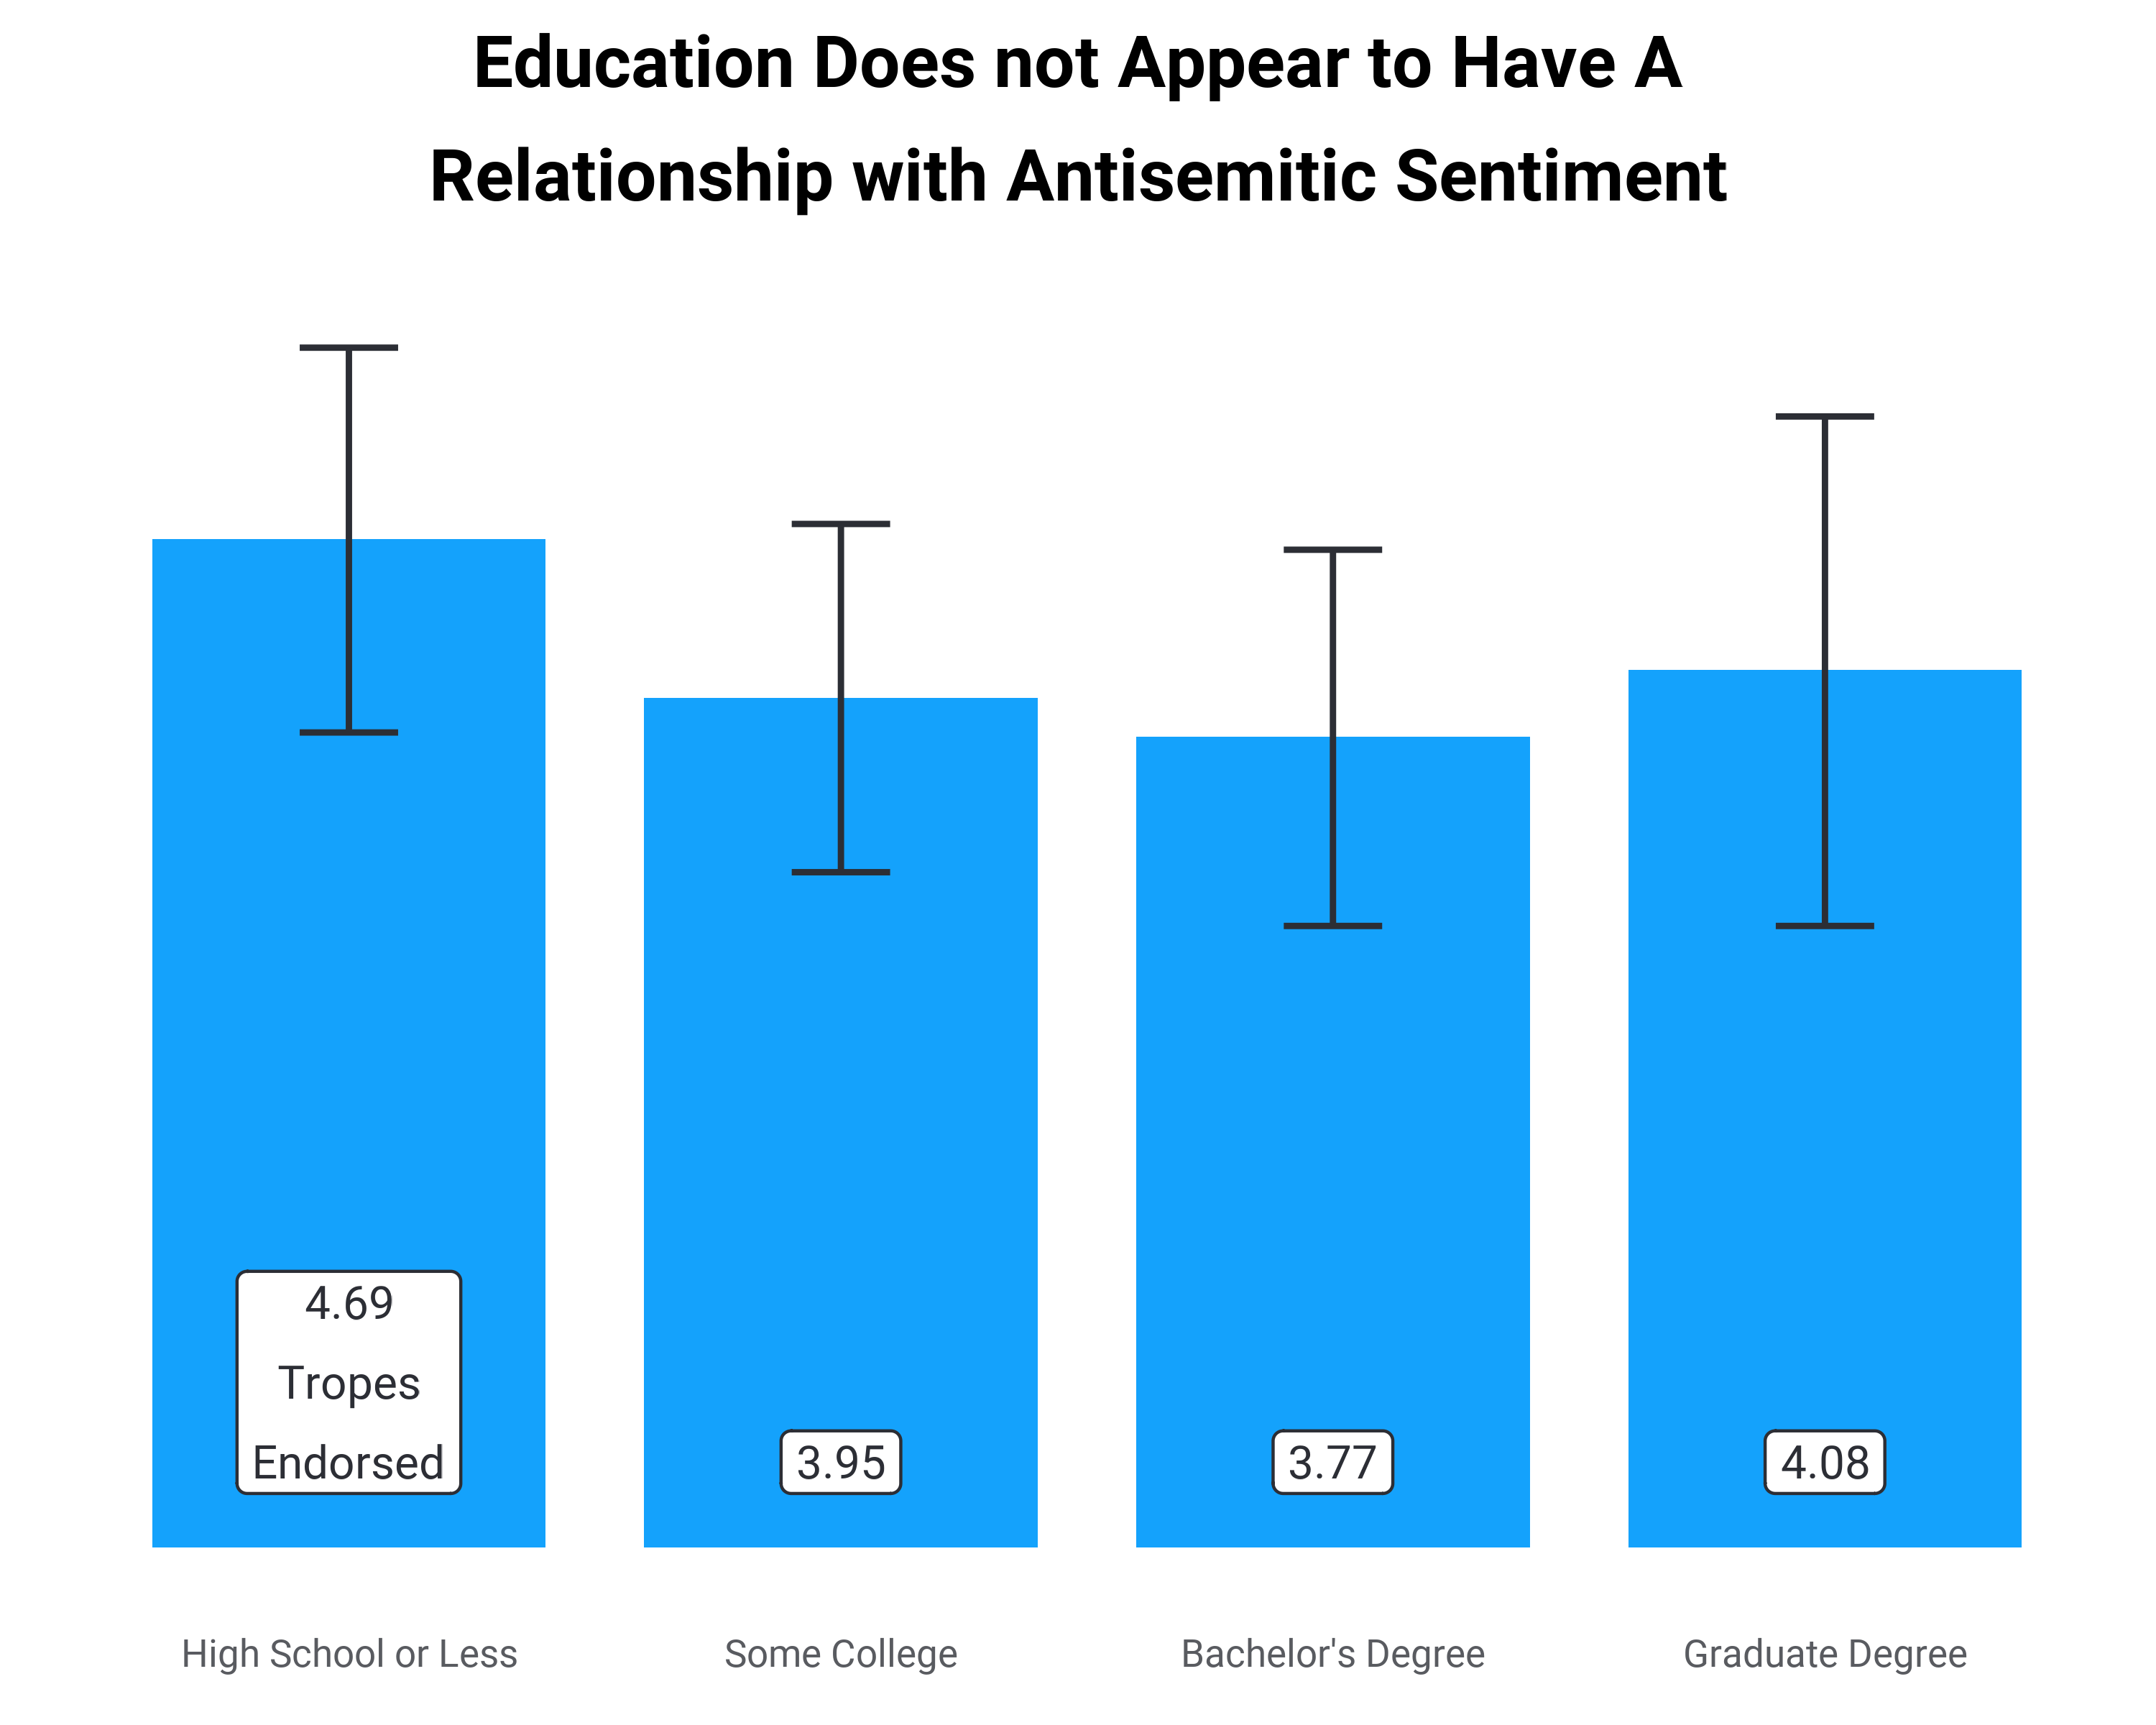 Education Does not Appear to Have A
Relationship with Antisemitic Sentiment
4.69
Tropes
Endorsed
3.95
3.77
4.08
High School or Less
Some College
Bachelor's Degree
Graduate Degree